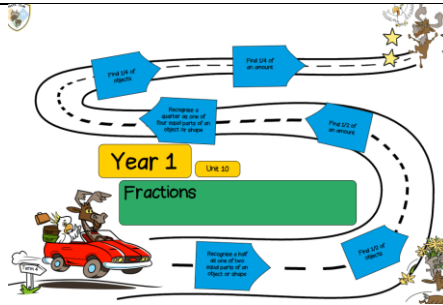 Find 1/4 of
objects
Find 1/4 of
an amount
Recognise a
quarter as one of
four equal parts of an
object or shape
Find 1/2 of
an amount
Year 1
Unit 10
Fractions
Recognise a half
as one of two
equal parts of an
object or shape
Find 1/2 of
objects
Term 4